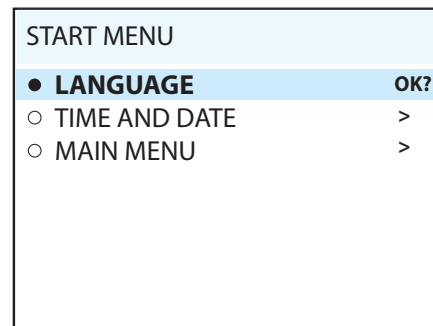 START MENU
● LANGUAGE OK?
○ TIME AND DATE >
○ MAIN MENU >